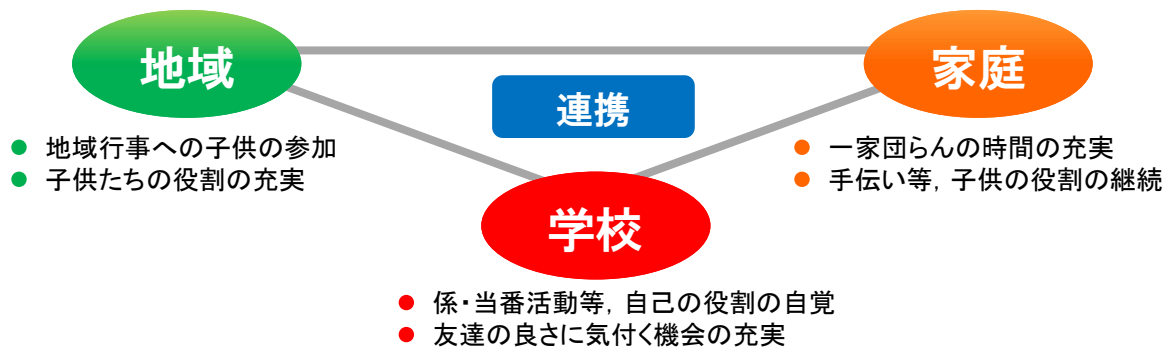 地域
家庭
連携
● 地域行事への子供の参加
● 子供たちの役割の充実
● 一家団らんの時間の充実
● 手伝い等，子供の役割の継続
学校
● 係・当番活動等，自己の役割の自覚
● 友達の良さに気付く機会の充実